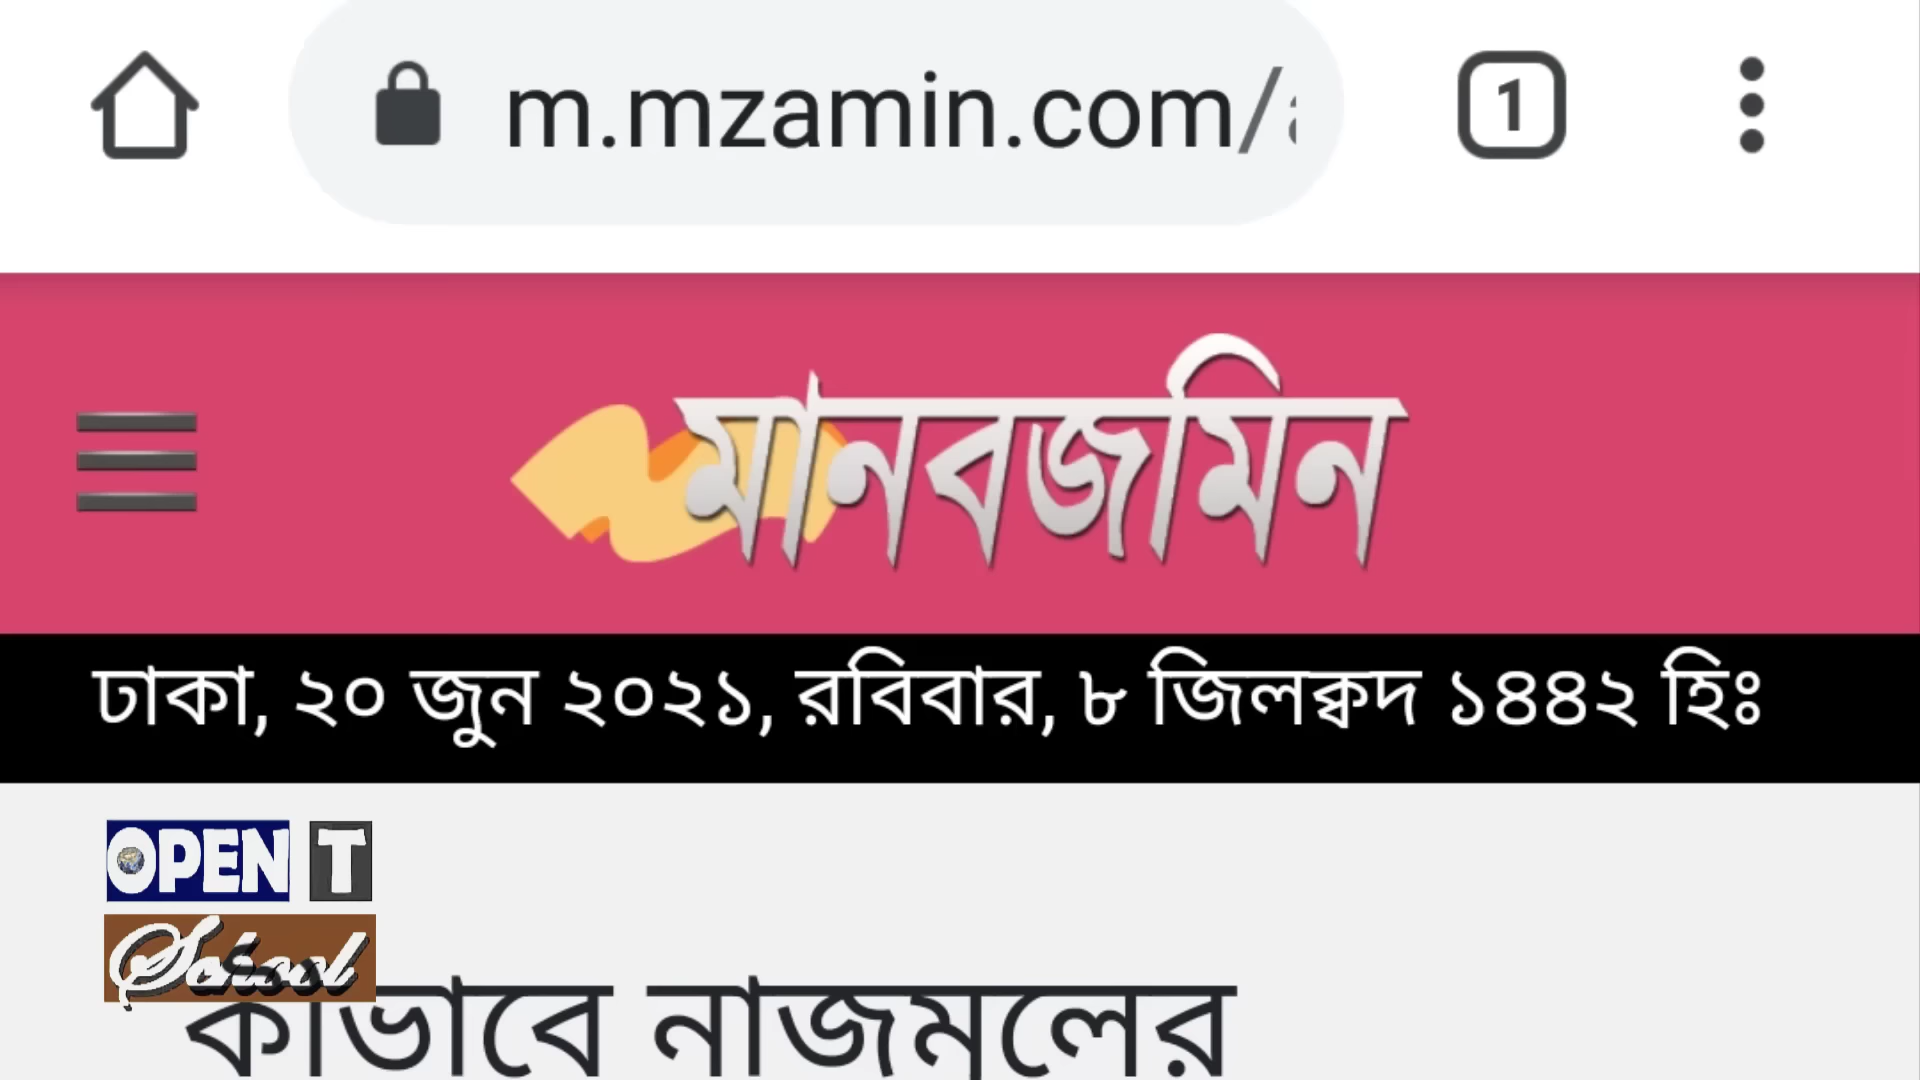 m.mzamin.com/
1
মানবজমিন
ঢাকা, ২০ জুন ২০২১, রবিবার, ৮ জিলক্বদ ১৪৪২ হিঃ
OPEN T
School
কীভাবে নাজমুলের